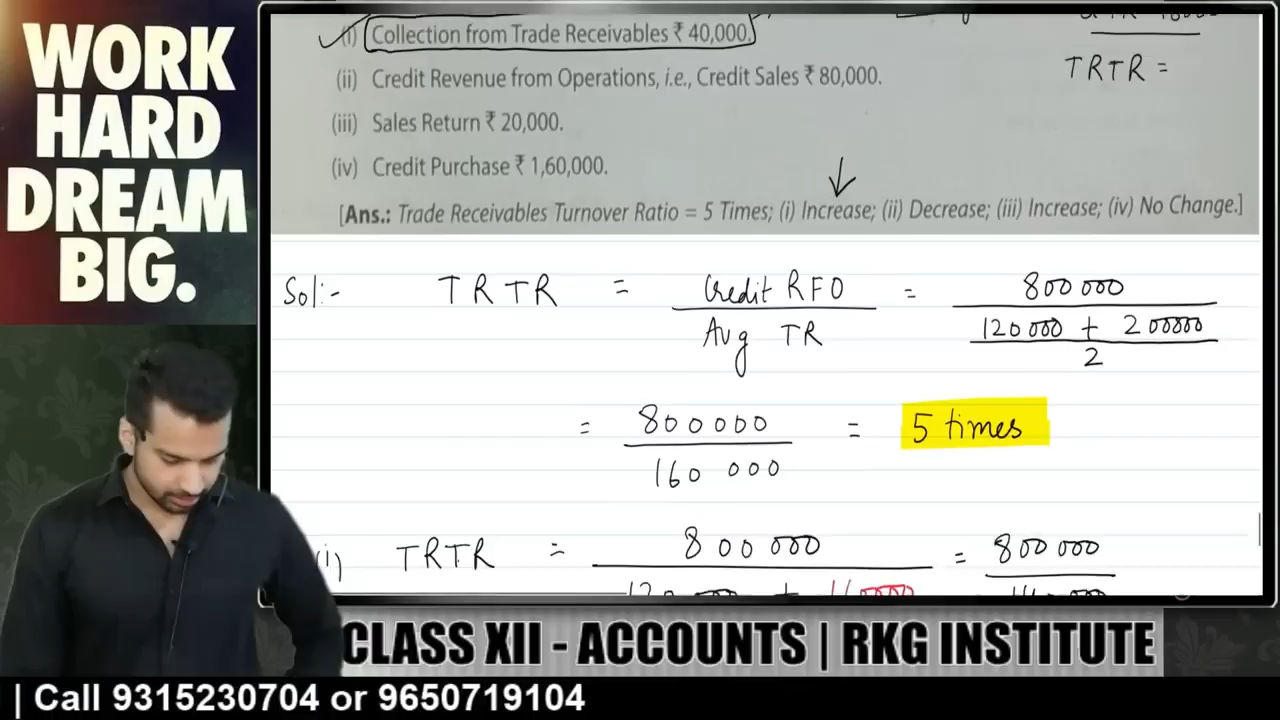 WORK
HARD
DREAM
BIG.
(i) Collection from Trade Receivables ₹ 40,000.
TRTR =
(ii) Credit Revenue from Operations, i.e., Credit Sales ₹ 80,000.
(iii) Sales Return ₹ 20,000.
(iv) Credit Purchase ₹ 1,60,000.
[Ans.: Trade Receivables Turnover Ratio = 5 Times; (i) Increase; (ii) Decrease; (iii) Increase; (iv) No Change.]
Sol:- TRTR = Credit RFO = 800000
Avg TR 120000 + 200000
2
= 800000 = 5 times
160 000
(i) TRTR = 800000 = 800000
CLASS XII - ACCOUNTS | RKG INSTITUTE
| Call 9315230704 or 9650719104